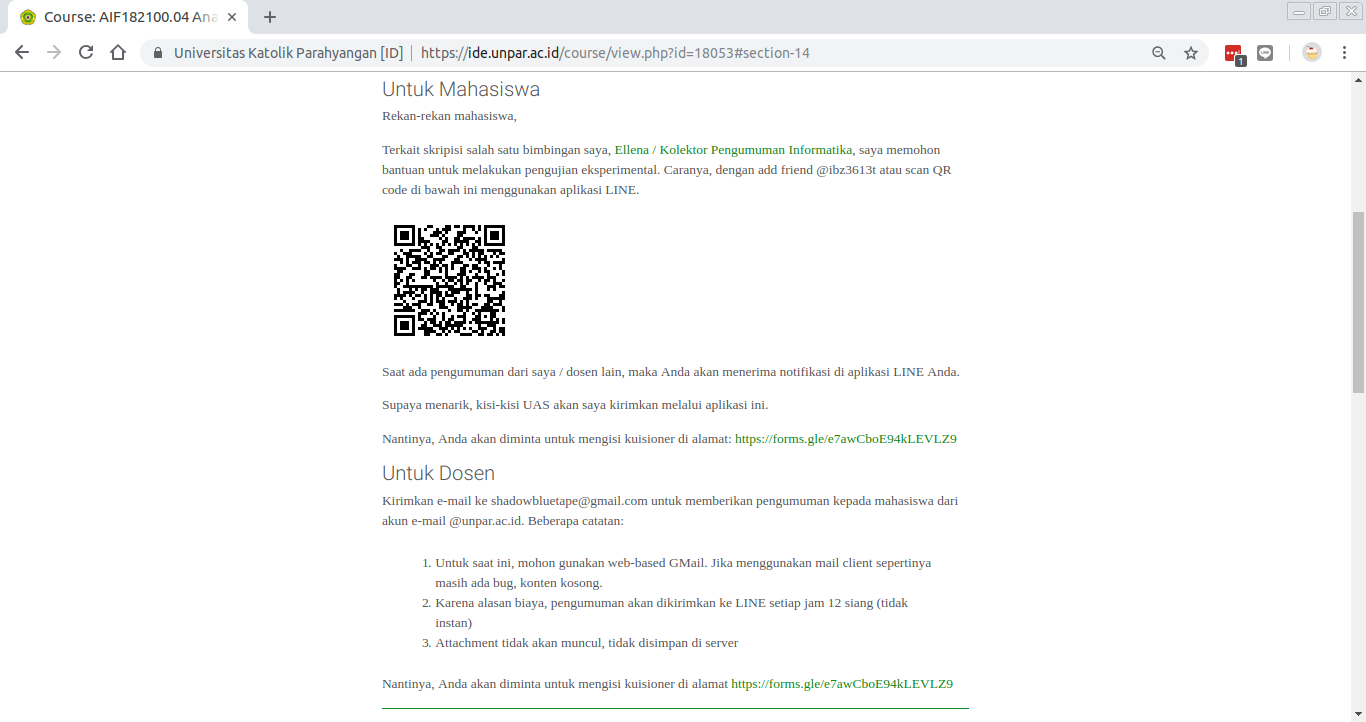 Course: AIF182100.04 Ana
Universitas Katolik Parahyangan [ID] | https://ide.unpar.ac.id/course/view.php?id=18053#section-14
1
Untuk Mahasiswa
Rekan-rekan mahasiswa,
Terkait skripisi salah satu bimbingan saya, Ellena / Kolektor Pengumuman Informatika, saya memohon
bantuan untuk melakukan pengujian eksperimental. Caranya, dengan add friend @ibz3613t atau scan QR
code di bawah ini menggunakan aplikasi LINE.
Saat ada pengumuman dari saya / dosen lain, maka Anda akan menerima notifikasi di aplikasi LINE Anda.
Supaya menarik, kisi-kisi UAS akan saya kirimkan melalui aplikasi ini.
Nantinya, Anda akan diminta untuk mengisi kuisioner di alamat: https://forms.gle/e7awCboE94kLEVLZ9
Untuk Dosen
Kirimkan e-mail ke shadowbluetape@gmail.com untuk memberikan pengumuman kepada mahasiswa dari
akun e-mail @unpar.ac.id. Beberapa catatan:
1. Untuk saat ini, mohon gunakan web-based GMail. Jika menggunakan mail client sepertinya
masih ada bug, konten kosong.
2. Karena alasan biaya, pengumuman akan dikirimkan ke LINE setiap jam 12 siang (tidak
instan)
3. Attachment tidak akan muncul, tidak disimpan di server
Nantinya, Anda akan diminta untuk mengisi kuisioner di alamat https://forms.gle/e7awCboE94kLEVLZ9